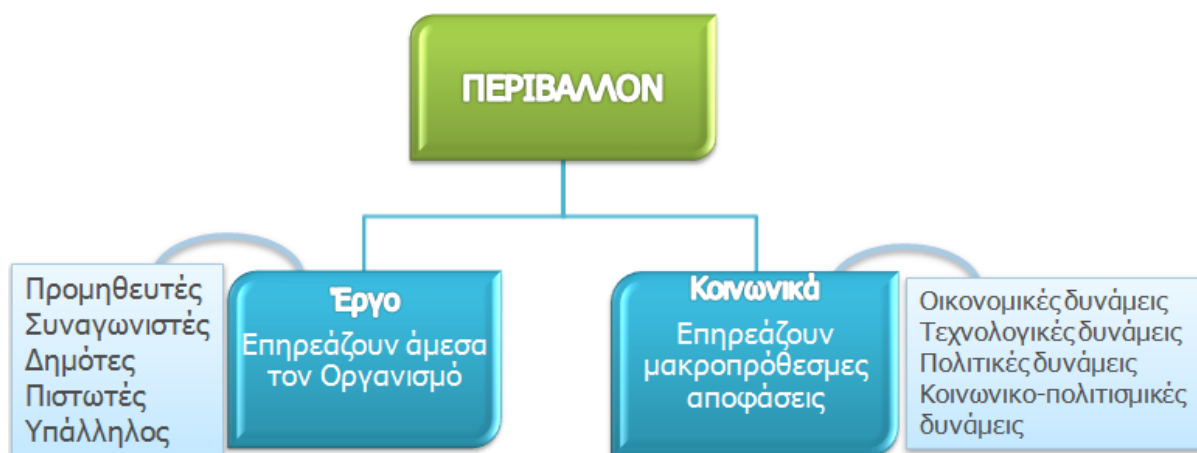 ΠΕΡΙΒΑΛΛΟΝ
Προμηθευτές
Συναγωνιστές
Δημότες
Πιστωτές
Υπάλληλος
Έργο
Επηρεάζουν άμεσα
τον Οργανισμό
Κοινωνικά
Επηρεάζουν
μακροπρόθεσμες
αποφάσεις
Οικονομικές δυνάμεις
Τεχνολογικές δυνάμεις
Πολιτικές δυνάμεις
Κοινωνικο-πολιτισμικές
δυνάμεις